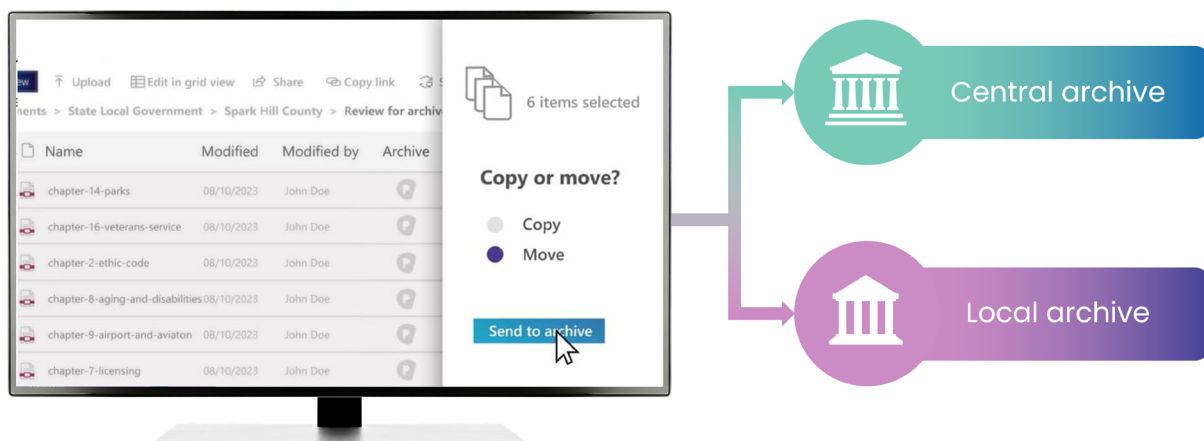 Upload Edit in grid view Share Copy link
State Local Government > Spark Hill County > Review for
Name Modified Modified by Archive
chapter-14-parks 08/10/2023 John Doe
chapter-16-veterans-service 08/10/2023 John Doe
chapter-2-ethic-code 08/10/2023 John Doe
chapter-8-aging-and-disabilities 08/10/2023 John Doe
chapter-9-airport-and-aviaton 08/10/2023 John Doe
chapter-7-licensing 08/10/2023 John Doe
6 items selected
Copy or move?
Copy
Move
Send to archive
Central archive
Local archive